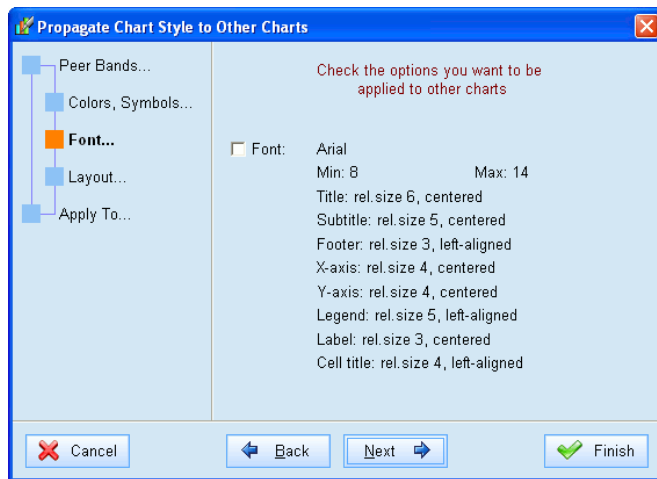 Propagate Chart Style to Other Charts
Peer Bands...
Colors, Symbols...
Font...
Layout...
Apply To...
Check the options you want to be
applied to other charts
Font: Arial
Min: 8 Max: 14
Title: rel.size 6, centered
Subtitle: rel.size 5, centered
Footer: rel.size 3, left-aligned
X-axis: rel.size 4, centered
Y-axis: rel.size 4, centered
Legend: rel.size 5, left-aligned
Label: rel.size 3, centered
Cell title: rel.size 4, left-aligned
Cancel Back Next Finish